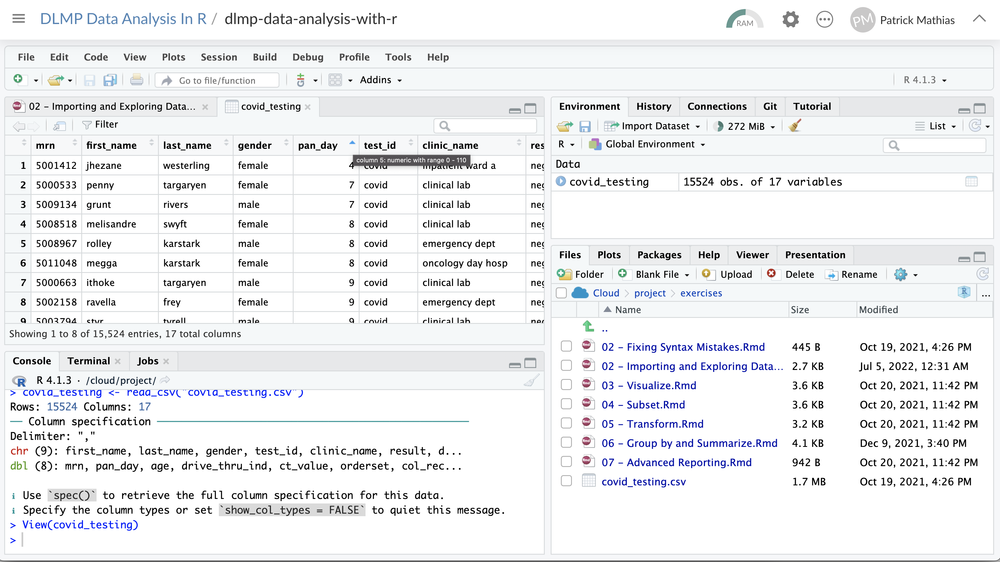 DLMP Data Analysis In R / dlmp-data-analysis-with-r
RAM
PM Patrick Mathias
File Edit Code View Plots Session Build Debug Profile Tools Help
Go to file/function
Addins
R 4.1.3
02 – Importing and Exploring Data...
covid_testing
Filter
mrn first_name last_name gender pan_day test_id clinic_name res
column 5: numeric with range 0 - 110
1 5001412 jhezane westerling female 4 covid inpatient ward a neg
2 5000533 penny targaryen female 7 covid clinical lab neg
3 5009134 grunt rivers male 7 covid clinical lab neg
4 5008518 melisandre swyft female 8 covid clinical lab neg
5 5008967 rolley karstark male 8 covid emergency dept neg
6 5011048 megga karstark female 8 covid oncology day hosp neg
7 5000663 ithoke targaryen male 9 covid clinical lab neg
8 5002158 ravella frey female 9 covid emergency dept neg
9 5003794 styr tyrell male 9 covid clinical lab neg
Showing 1 to 8 of 15,524 entries, 17 total columns
Console Terminal Jobs
R 4.1.3 · /cloud/project/
> covid_testing <- read_csv("covid_testing.csv")
Rows: 15524 Columns: 17
── Column specification ──────────
Delimiter: ","
chr (9): first_name, last_name, gender, test_id, clinic_name, result, d...
dbl (8): mrn, pan_day, age, drive_thru_ind, ct_value, orderset, col_rec...
i Use `spec()` to retrieve the full column specification for this data.
i Specify the column types or set `show_col_types = FALSE` to quiet this message.
> View(covid_testing)
>
Environment History Connections Git Tutorial
Import Dataset 272 MiB List
R Global Environment
Data
covid_testing 15524 obs. of 17 variables
Files Plots Packages Help Viewer Presentation
Folder Blank File Upload Delete Rename
Cloud project exercises R ...
Name Size Modified
..
02 – Fixing Syntax Mistakes.Rmd 445 B Oct 19, 2021, 4:26 PM
02 – Importing and Exploring Data... 2.7 KB Jul 5, 2022, 12:31 AM
03 – Visualize.Rmd 3.6 KB Oct 20, 2021, 11:42 PM
04 – Subset.Rmd 3.6 KB Oct 20, 2021, 11:42 PM
05 – Transform.Rmd 3.2 KB Oct 20, 2021, 11:42 PM
06 – Group by and Summarize.Rmd 4.1 KB Dec 9, 2021, 3:40 PM
07 – Advanced Reporting.Rmd 942 B Oct 20, 2021, 11:42 PM
covid_testing.csv 1.7 MB Oct 19, 2021, 4:26 PM